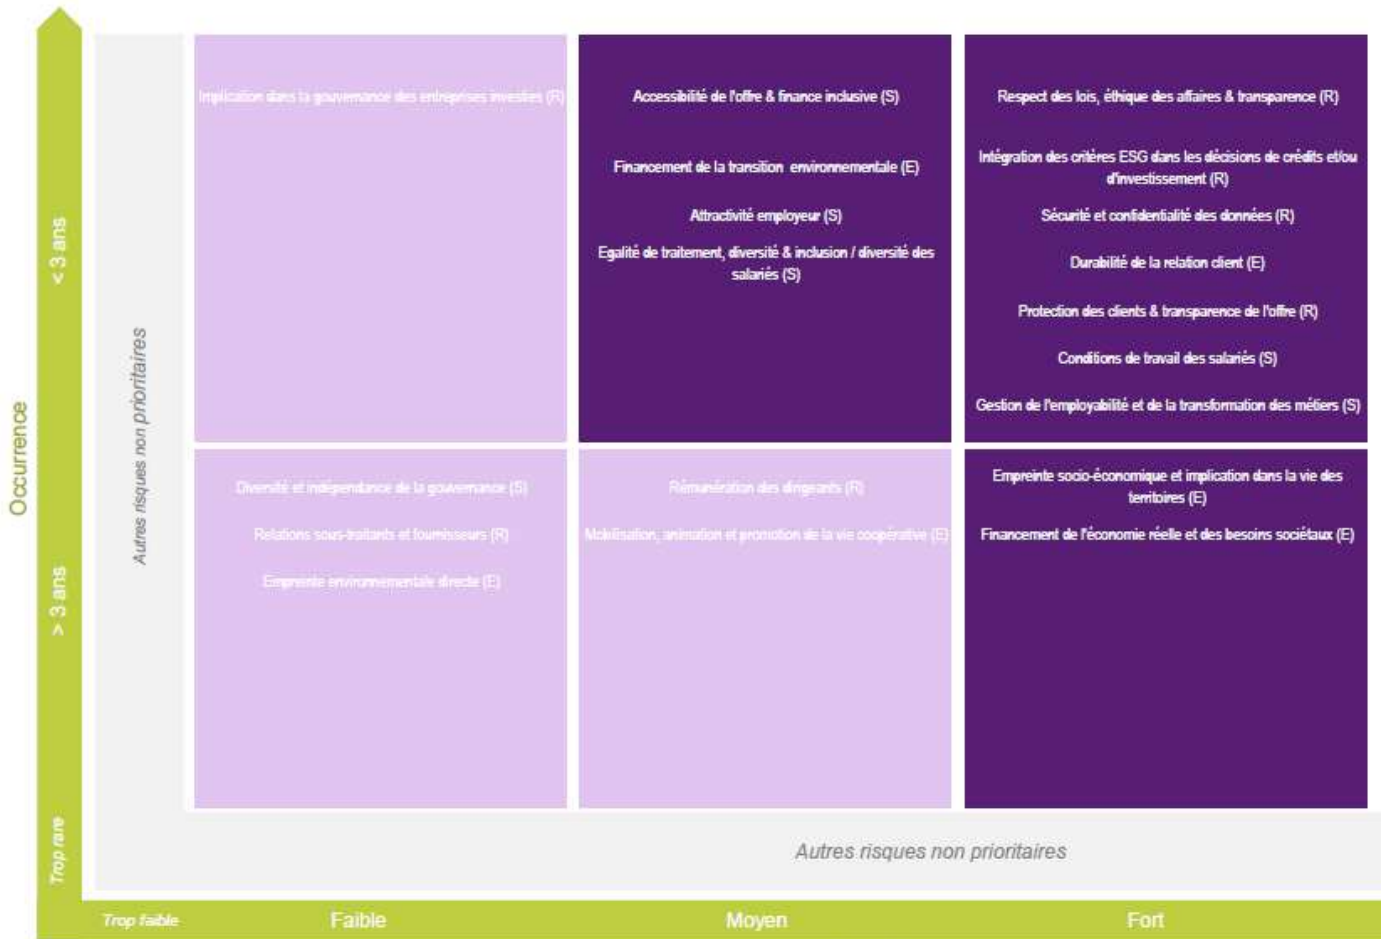 Occurrence
< 3 ans
> 3 ans
Trop rare
Autres risques non prioritaires
Implication dans la gouvernance des entreprises investies (R)
Accessibilité de l'offre & finance inclusive (S)
Financement de la transition environnementale (E)
Attractivité employeur (S)
Egalité de traitement, diversité & inclusion / diversité des
salariés (S)
Respect des lois, éthique des affaires & transparence (R)
Intégration des critères ESG dans les décisions de crédits et/ou
d'investissement (R)
Sécurité et confidentialité des données (R)
Durabilité de la relation client (E)
Protection des clients & transparence de l'offre (R)
Conditions de travail des salariés (S)
Gestion de l'employabilité et de la transformation des métiers (S)
Diversité et indépendance de la gouvernance (S)
Relations sous-traitants et fournisseurs (R)
Empreinte environnementale directe (E)
Rémunération des dirigeants (R)
Mobilisation, animation et promotion de la vie coopérative (E)
Empreinte socio-économique et implication dans la vie des
territoires (E)
Financement de l'économie réelle et des besoins sociétaux (E)
Autres risques non prioritaires
Trop faible
Faible
Moyen
Fort